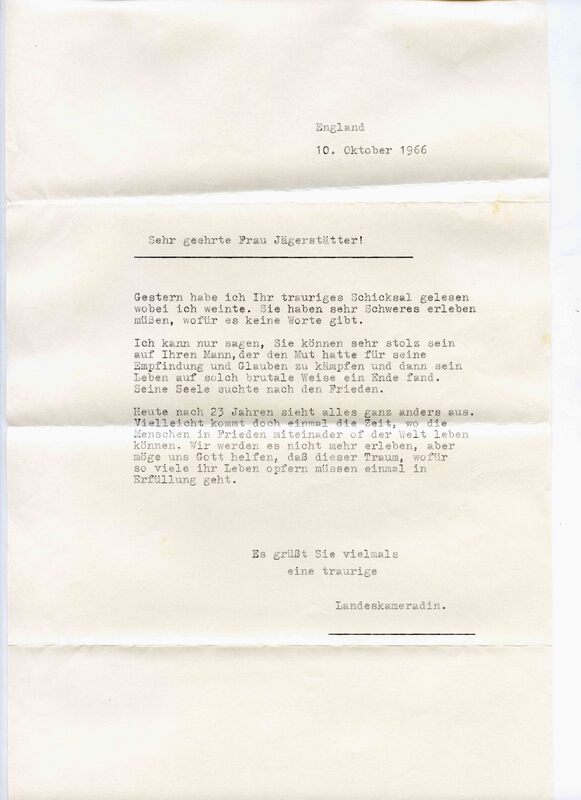 England
10. Oktober 1966
Sehr geehrte Frau Jägerstätter!
Gestern habe ich Ihr trauriges Schicksal gelesen
wobei ich weinte. Sie haben sehr Schweres erleben
müßen, wofür es keine Worte gibt.
Ich kann nur sagen, Sie können sehr stolz sein
auf Ihren Mann,der den Mut hatte für seine
Empfindung und Glauben zu kämpfen und dann sein
Leben auf solch brutale Weise ein Ende fand.
Seine Seele suchte nach den Frieden.
Heute nach 23 Jahren sieht alles ganz anders aus.
Vielleicht kommt doch einmal die Zeit, wo die
Menschen in Frieden miteinader of der Welt leben
können. Wir werden es nicht mehr erleben, aber
möge uns Gott helfen, daß dieser Traum, wofür
so viele ihr Leben opfern müssen einmal in
Erfüllung geht.
Es grüßt Sie vielmals
eine traurige
Landeskameradin.